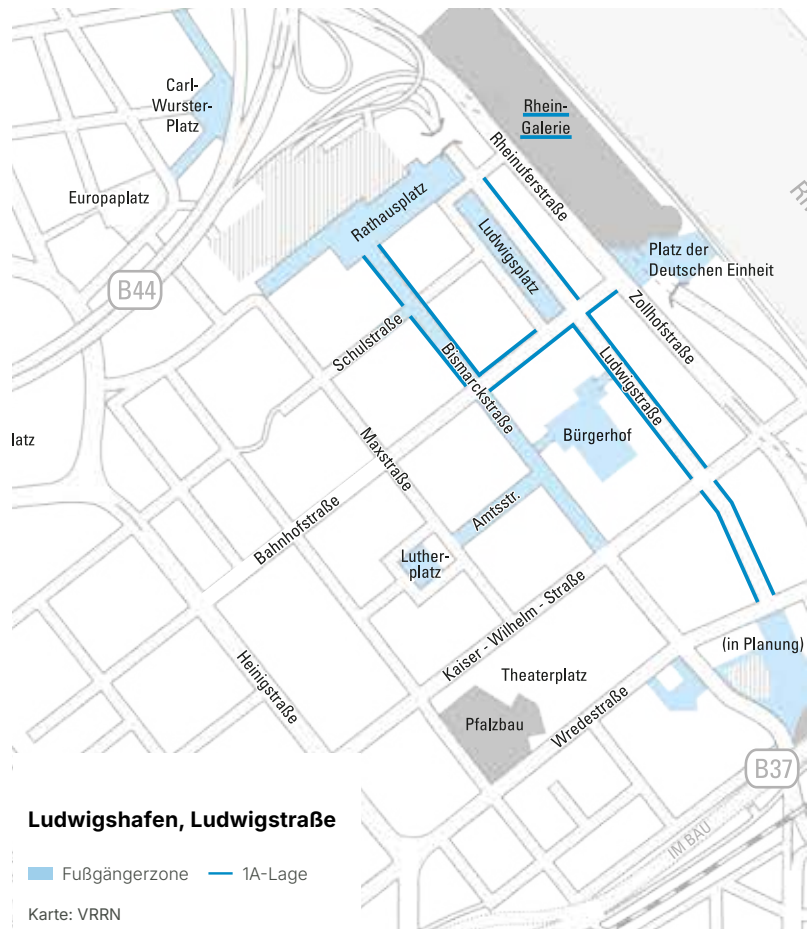 Carl-
Wurster-
Platz
Rhein-
Galerie
Rheinuferstraße
Europaplatz
Rathausplatz
Ludwigsplatz
Platz der
Deutschen Einheit
B44
Zollhofstraße
Schulstraße
Bismarckstraße
Ludwigstraße
Bürgerhof
latz
Maxstraße
Bahnhofstraße
Amtsstr.
Luther-
platz
Kaiser - Wilhelm - Straße
(in Planung)
Heinigstraße
Theaterplatz
Pfalzbau
Wredestraße
B37
IM BAU
Ludwigshafen, Ludwigstraße
Fußgängerzone
1A-Lage
Karte: VRRN